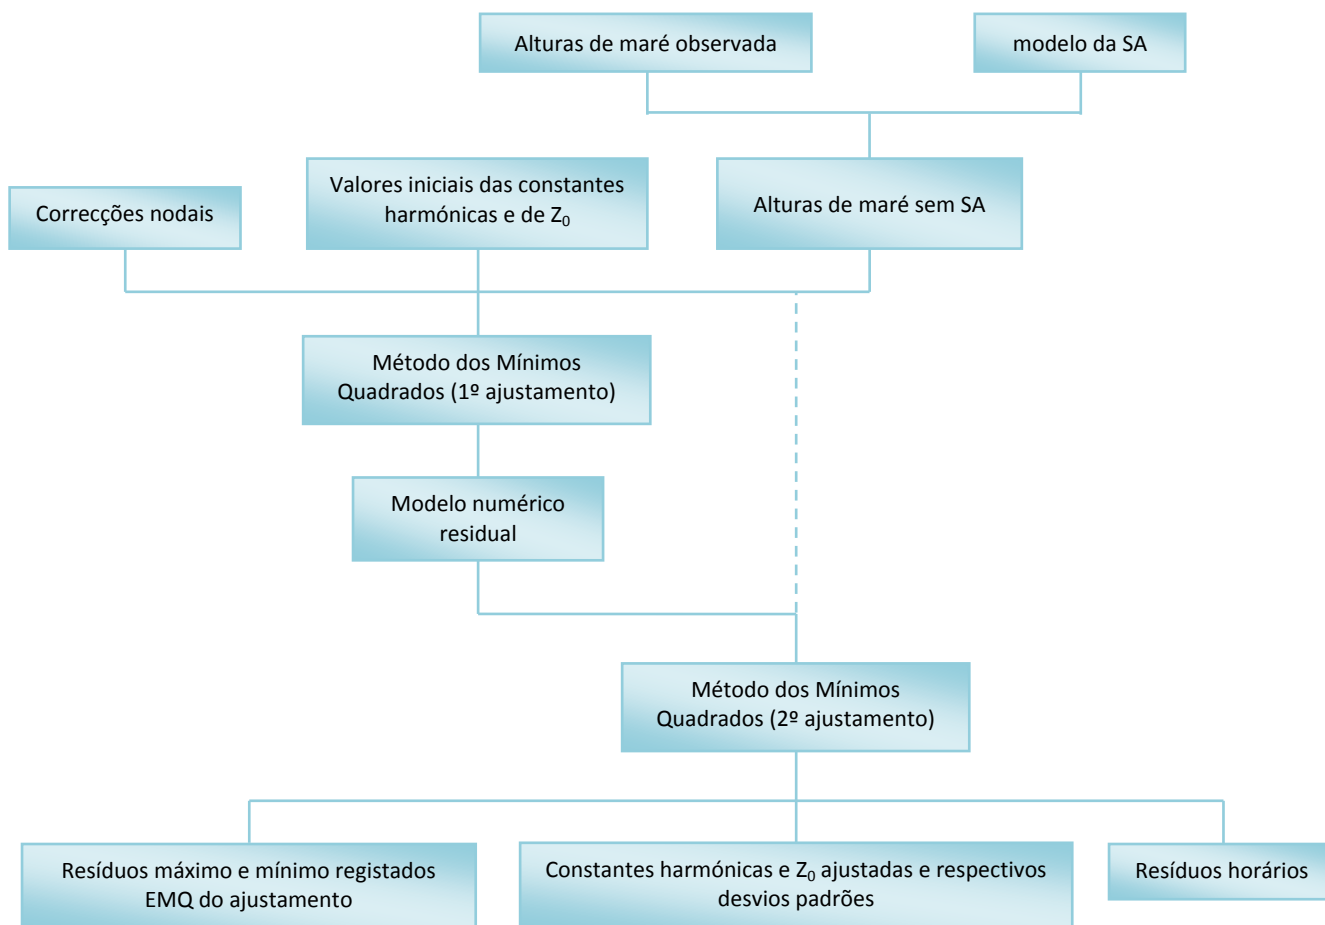 Alturas de maré observada
modelo da SA
Valores iniciais das constantes
harmónicas e de Z₀
Alturas de maré sem SA
Correcções nodais
Método dos Mínimos
Quadrados (1º ajustamento)
Modelo numérico
residual
Método dos Mínimos
Quadrados (2º ajustamento)
Resíduos máximo e mínimo registados
EMQ do ajustamento
Constantes harmónicas e Z₀ ajustadas e respectivos
desvios padrões
Resíduos horários